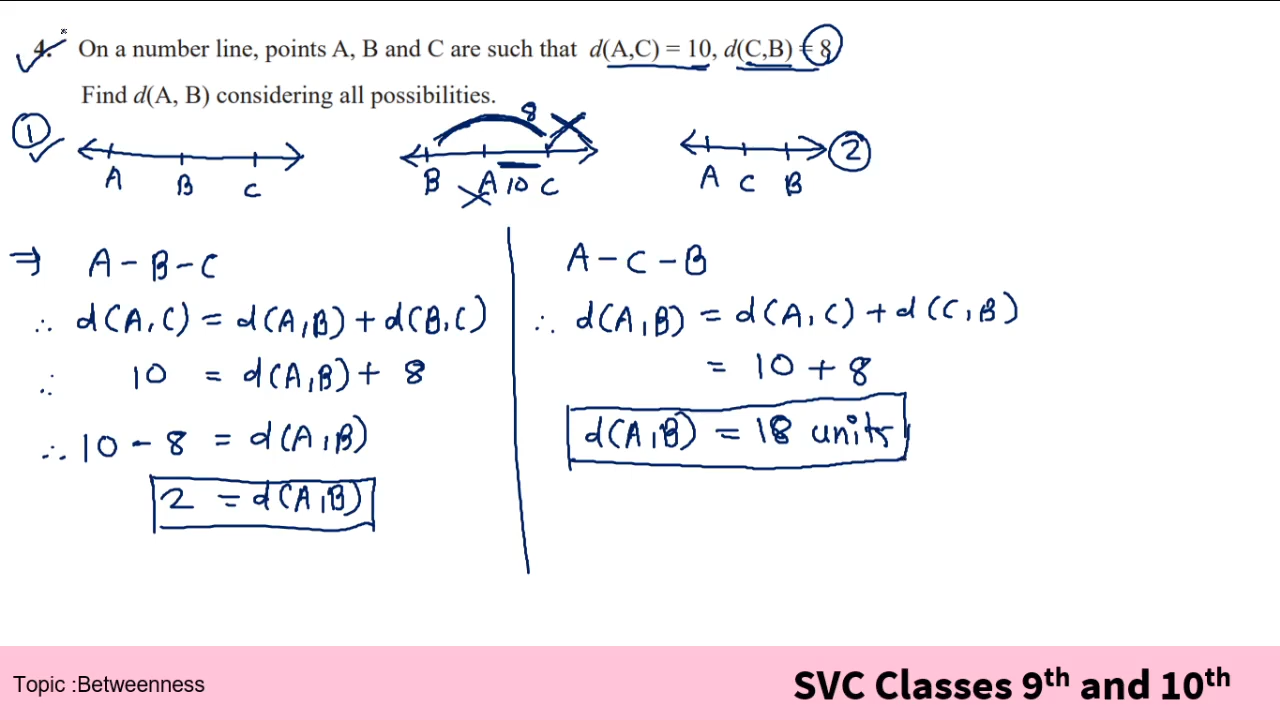 4. On a number line, points A, B and C are such that d(A,C) = 10, d(C,B) = 8
Find d(A, B) considering all possibilities.
1
A B C
8
B A 10 C
A C B
2
⇒ A - B - C
∴ d(A, C) = d(A,B) + d(B,C)
∴ 10 = d(A,B) + 8
∴ 10 - 8 = d(A,B)
2 = d(A,B)
A - C - B
∴ d(A,B) = d(A, C) + d(C,B)
= 10 + 8
d(A,B) = 18 units
Topic :Betweenness
SVC Classes 9th and 10th